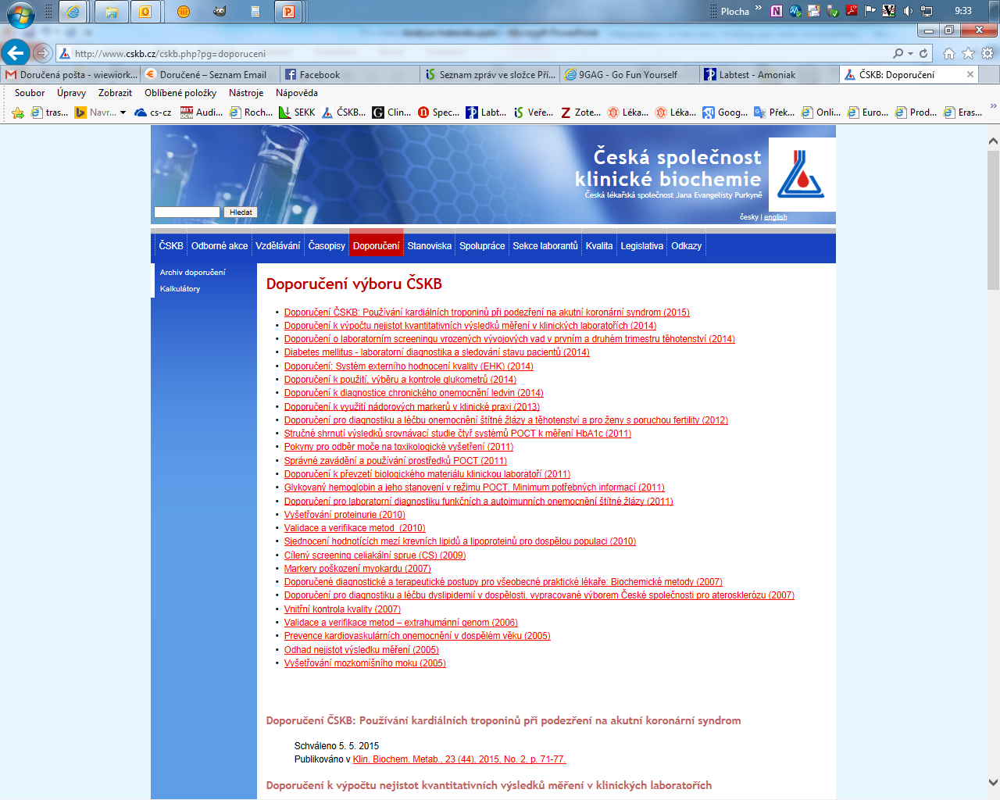 Plocha » 9:33
http://www.cskb.cz/cskb.php?pg=doporuceni
Doručená pošta - wiewiork... Doručené – Seznam Email Facebook Seznam zpráv ve složce Pří... 9GAG - Go Fun Yourself Labtest - Amoniak ČSKB: Doporučení
Soubor Úpravy Zobrazit Oblíbené položky Nástroje Nápověda
tras... Navr... cs-cz Audi... Roch... SEKK ČSKB... Clin... Spec... Labt... Veře... Zote... Léka... Léka... Goog... Přek... Onli... Euro... Prod... Eras... »
Česká společnost
klinické biochemie
Česká lékařská společnost Jana Evangelisty Purkyně
Hledat
česky | english
ČSKB Odborné akce Vzdělávání Časopisy Doporučení Stanoviska Spolupráce Sekce laborantů Kvalita Legislativa Odkazy
Archiv doporučení
Kalkulátory
Doporučení výboru ČSKB
• Doporučení ČSKB: Používání kardiálních troponinů při podezření na akutní koronární syndrom (2015)
• Doporučení k výpočtu nejistot kvantitativních výsledků měření v klinických laboratořích (2014)
• Doporučení o laboratorním screeningu vrozených vývojových vad v prvním a druhém trimestru těhotenství (2014)
• Diabetes mellitus - laboratorní diagnostika a sledování stavu pacientů (2014)
• Doporučení: Systém externího hodnocení kvality (EHK) (2014)
• Doporučení k použití, výběru a kontrole glukometrů (2014)
• Doporučení k diagnostice chronického onemocnění ledvin (2014)
• Doporučení k využití nádorových markerů v klinické praxi (2013)
• Doporučení pro diagnostiku a léčbu onemocnění štítné žlázy a těhotenství a pro ženy s poruchou fertility (2012)
• Stručné shrnutí výsledků srovnávací studie čtyř systémů POCT k měření HbA1c (2011)
• Pokyny pro odběr moče na toxikologické vyšetření (2011)
• Správné zavádění a používání prostředků POCT (2011)
• Doporučení k převzetí biologického materiálu klinickou laboratoří (2011)
• Glykovaný hemoglobin a jeho stanovení v režimu POCT. Minimum potřebných informací (2011)
• Doporučení pro laboratorní diagnostiku funkčních a autoimunních onemocnění štítné žlázy (2011)
• Vyšetřování proteinurie (2010)
• Validace a verifikace metod (2010)
• Sjednocení hodnotících mezí krevních lipidů a lipoproteinů pro dospělou populaci (2010)
• Cílený screening celiakální sprue (CS) (2009)
• Markery poškození myokardu (2007)
• Doporučené diagnostické a terapeutické postupy pro všeobecné praktické lékaře: Biochemické metody (2007)
• Doporučení pro diagnostiku a léčbu dyslipidemií v dospělosti, vypracované výborem České společnosti pro aterosklerózu (2007)
• Vnitřní kontrola kvality (2007)
• Validace a verifikace metod – extrahumánní genom (2006)
• Prevence kardiovaskulárních onemocnění v dospělém věku (2005)
• Odhad nejistot výsledku měření (2005)
• Vyšetřování mozkomíšního moku (2005)
Doporučení ČSKB: Používání kardiálních troponinů při podezření na akutní koronární syndrom
Schváleno 5. 5. 2015
Publikováno v Klin. Biochem. Metab., 23 (44), 2015, No. 2, p. 71-77.
Doporučení k výpočtu nejistot kvantitativních výsledků měření v klinických laboratořích